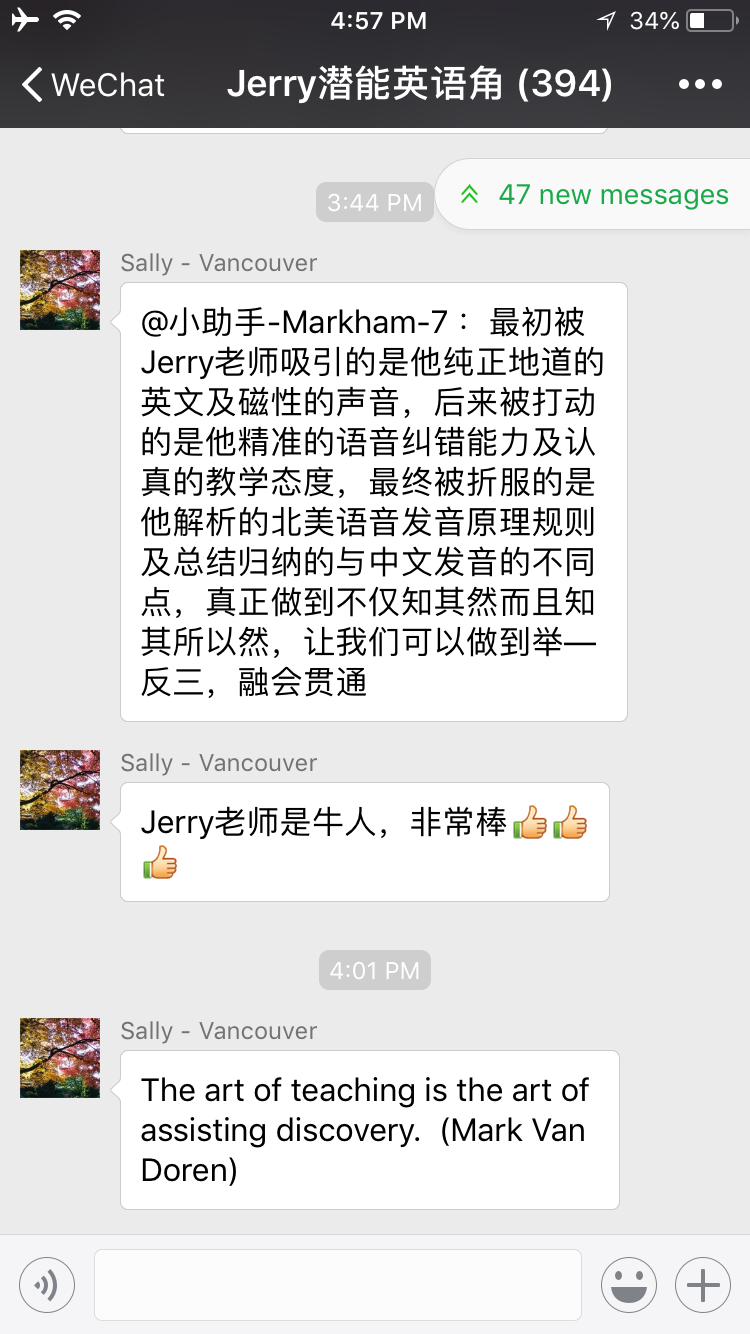 4:57 PM
34%
WeChat
Jerry潜能英语角 (394)
3:44 PM
47 new messages
Sally - Vancouver
@小助手-Markham-7： 最初被
Jerry老师吸引的是他纯正地道的
英文及磁性的声音，后来被打动
的是他精准的语音纠错能力及认
真的教学态度，最终被折服的是
他解析的北美语音发音原理规则
及总结归纳的与中文发音的不同
点，真正做到不仅知其然而且知
其所以然，让我们可以做到举一
反三，融会贯通
Sally - Vancouver
Jerry老师是牛人，非常棒👍👍
👍
4:01 PM
Sally - Vancouver
The art of teaching is the art of
assisting discovery.  (Mark Van
Doren)